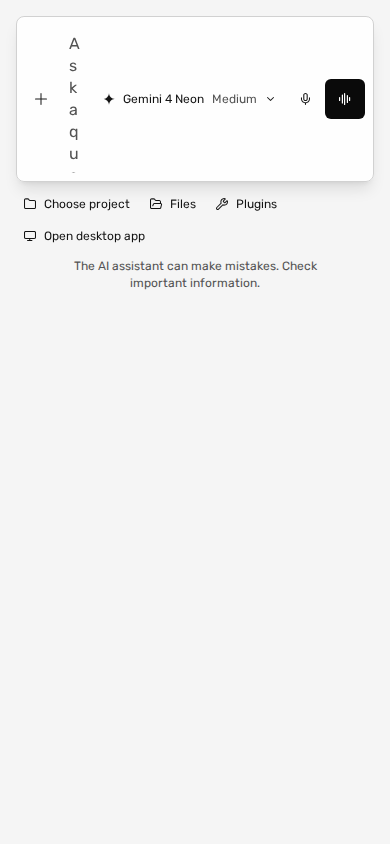 A
s
k
a
q
u
Gemini 4 Neon Medium
Choose project Files Plugins
Open desktop app
The AI assistant can make mistakes. Check
important information.